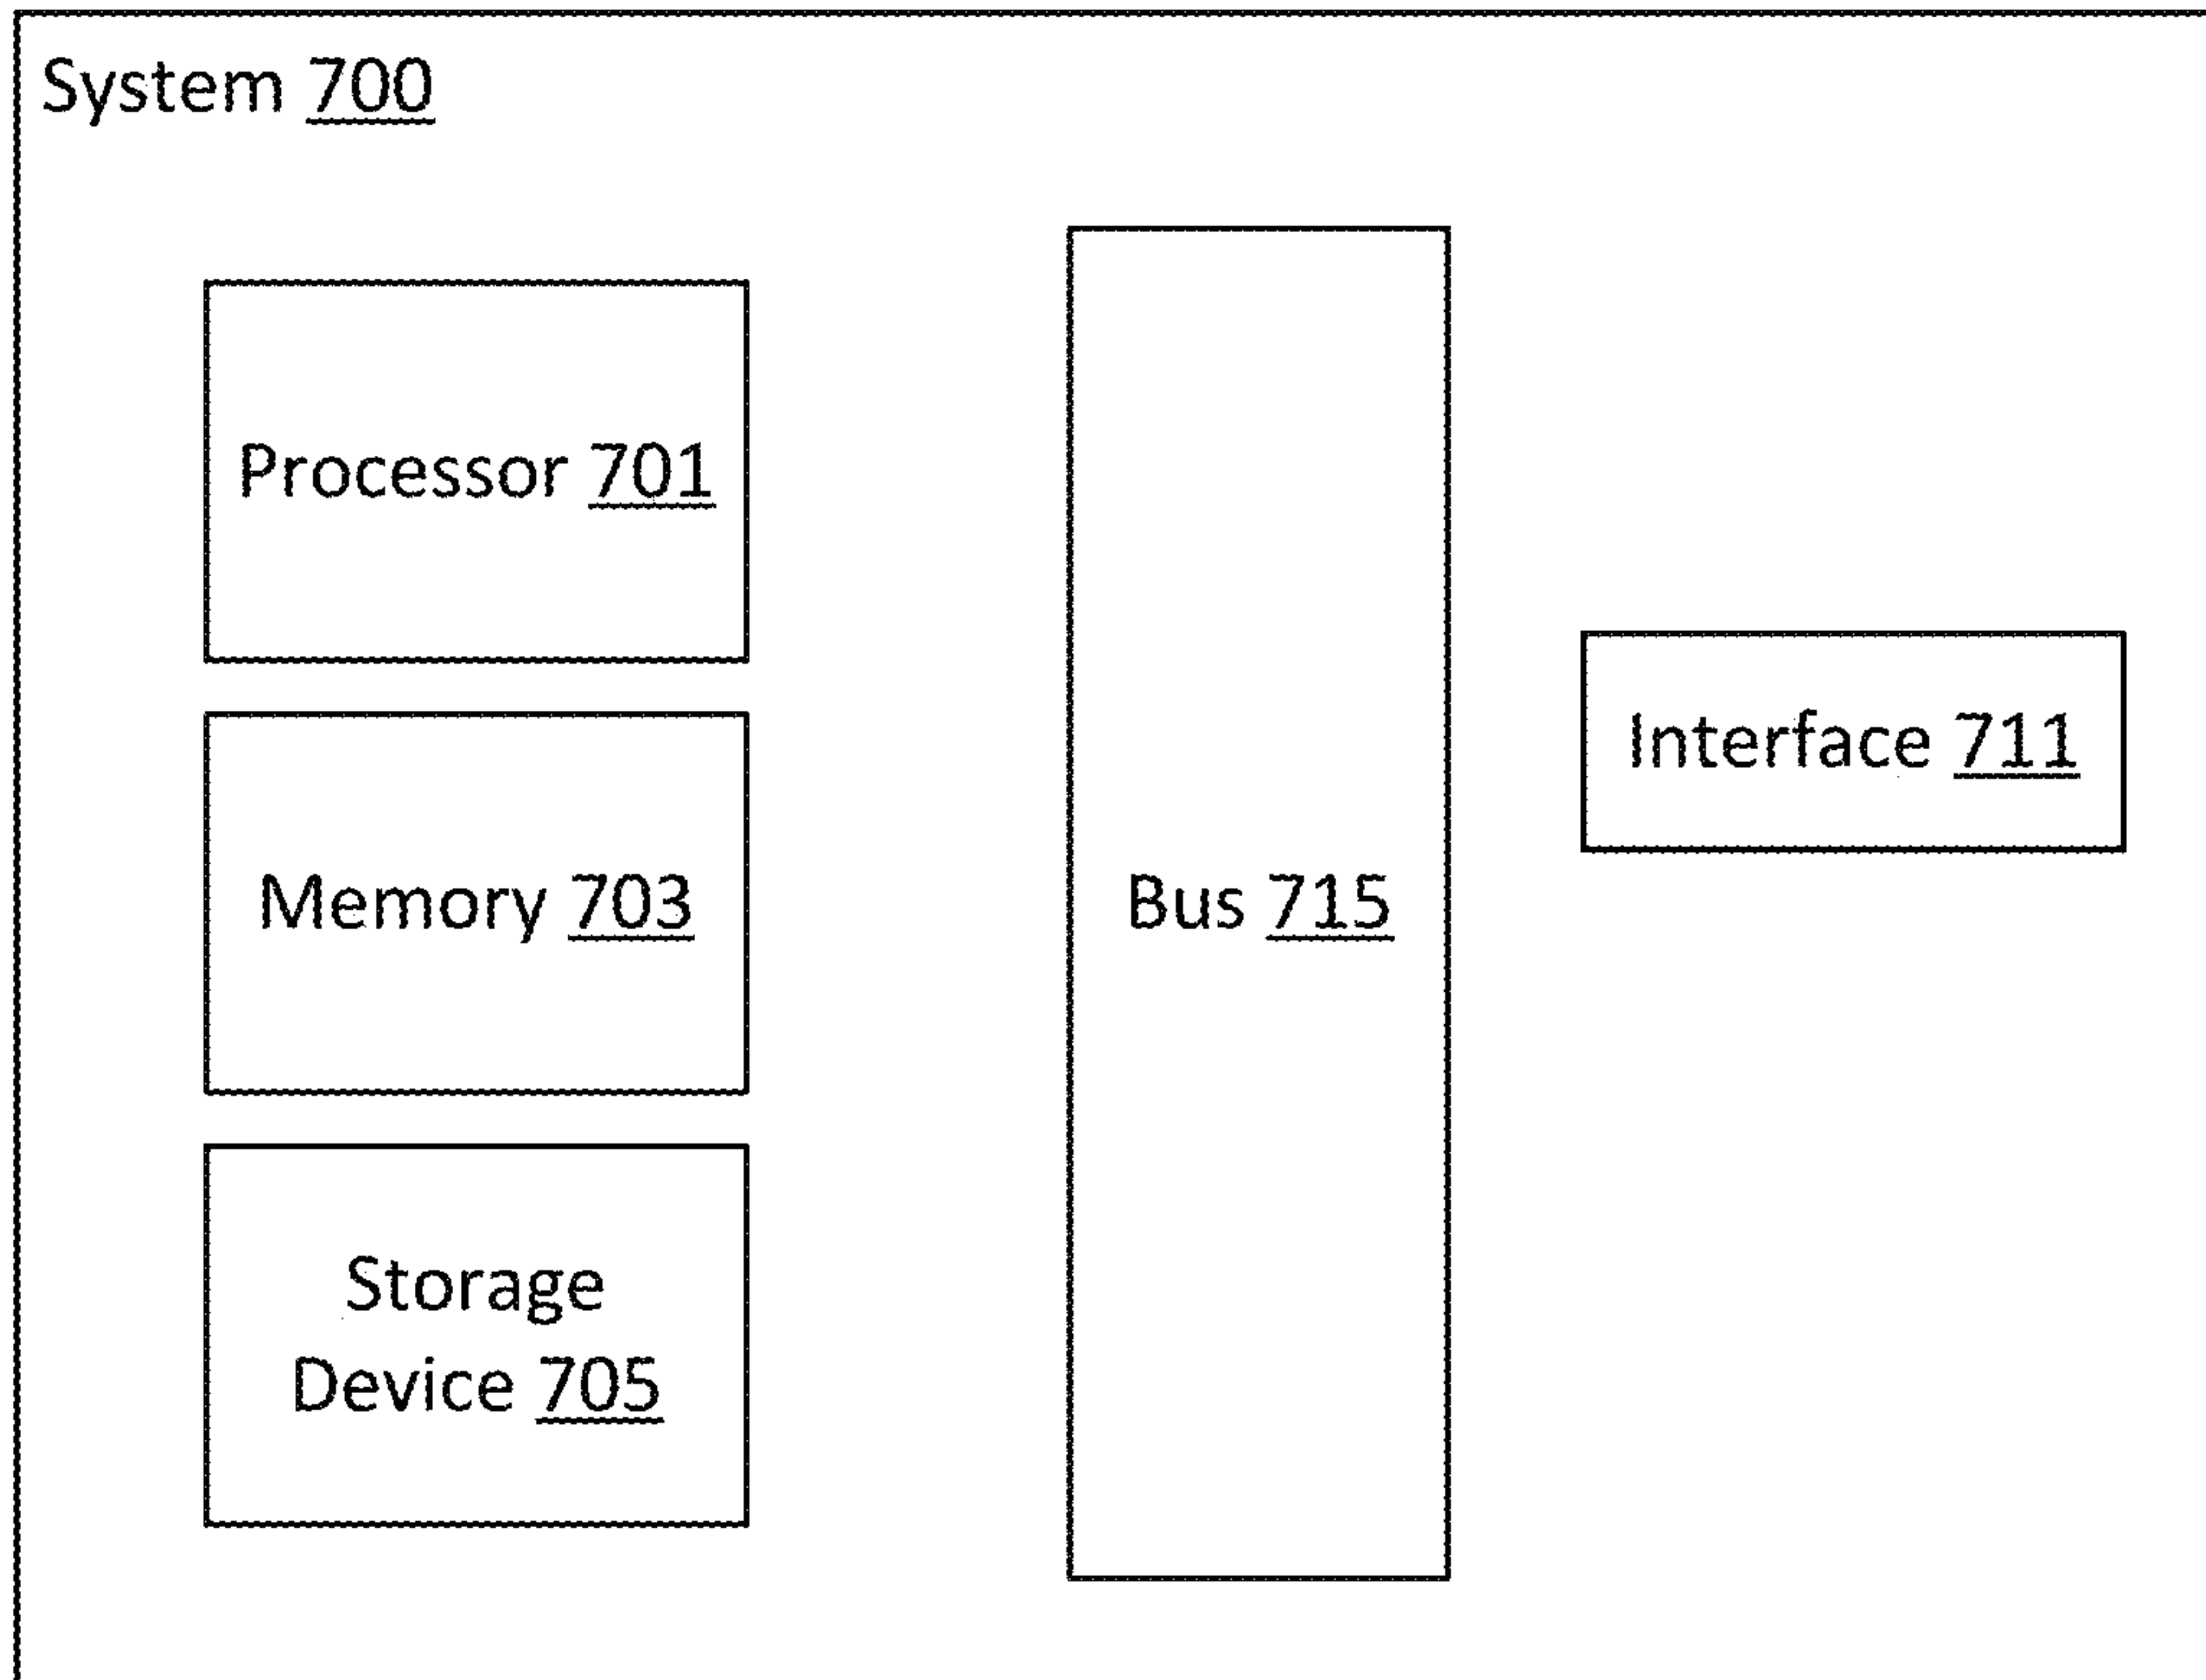 System 700
Processor 701
Memory 703
Storage
Device 705
Bus 715
Interface 711